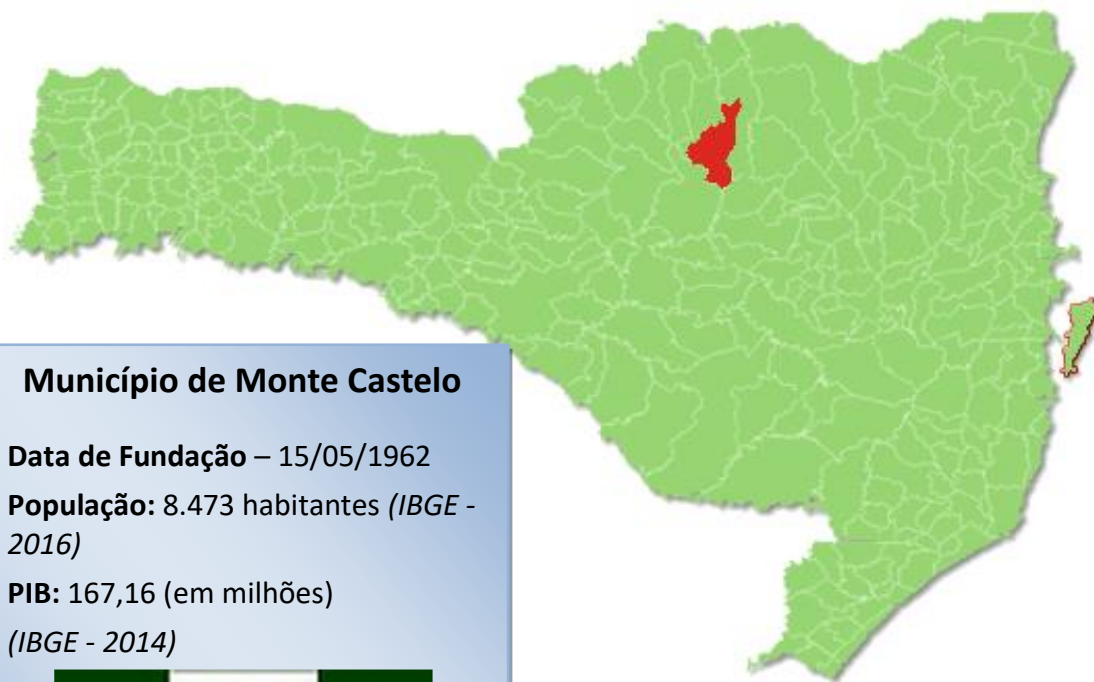 Município de Monte Castelo
Data de Fundação – 15/05/1962
População: 8.473 habitantes (IBGE -
2016)
PIB: 167,16 (em milhões)
(IBGE - 2014)